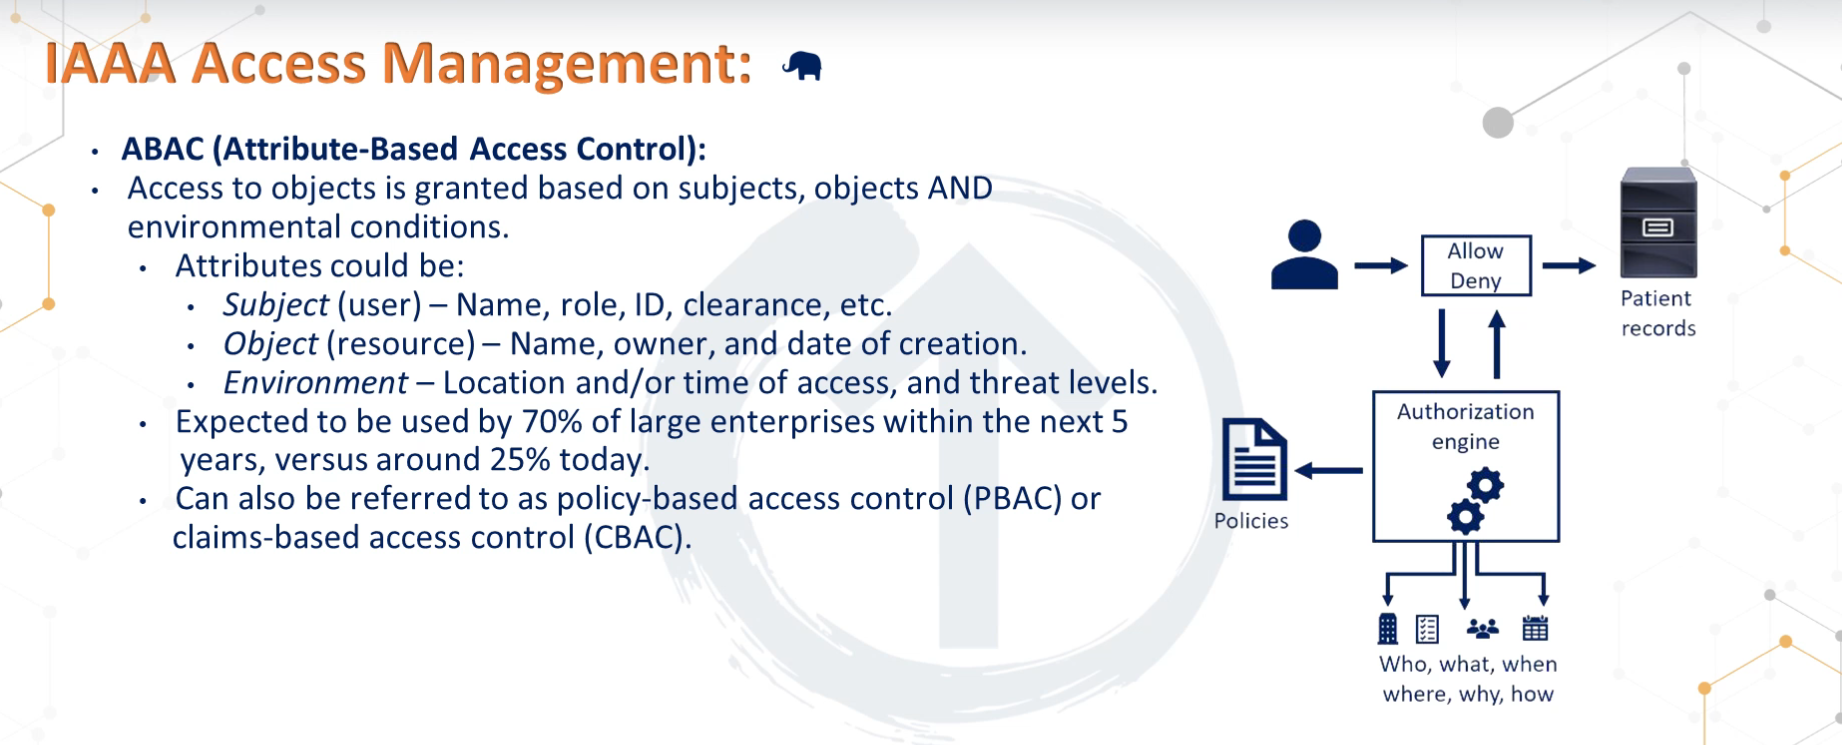 IAAA Access Management:
• ABAC (Attribute-Based Access Control):
• Access to objects is granted based on subjects, objects AND
environmental conditions.
• Attributes could be:
• Subject (user) – Name, role, ID, clearance, etc.
• Object (resource) – Name, owner, and date of creation.
• Environment – Location and/or time of access, and threat levels.
• Expected to be used by 70% of large enterprises within the next 5
years, versus around 25% today.
• Can also be referred to as policy-based access control (PBAC) or
claims-based access control (CBAC).
Allow
Deny
Patient
records
Authorization
engine
Policies
Who, what, when
where, why, how